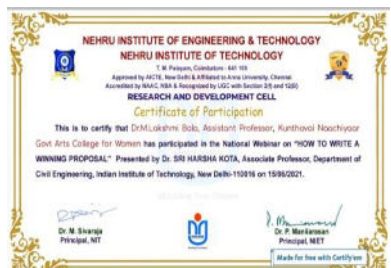 NEHRU INSTITUTE OF ENGINEERING & TECHNOLOGY
NEHRU INSTITUTE OF TECHNOLOGY
T. M. Palayam, Coimbatore - 641 105
Approved by AICTE, New Delhi & Affiliated to Anna University, Chennai
Accredited by NAAC, NBA & Recognized by UGC with Section 2(f) and 12(B)
RESEARCH AND DEVELOPMENT CELL
Certificate of Participation
This is to certify that Dr.M.Lakshmi Bala, Assistant Professor, Kunthavai Naachiyaar
Govt Arts College for Women has participated in the National Webinar on "HOW TO WRITE A
WINNING PROPOSAL" Presented by Dr. SRI HARSHA KOTA, Associate Professor, Department of
Civil Engineering, Indian Institute of Technology, New Delhi-110016 on 15/06/2021.
Dr. M. Sivaraja
Principal, NIT
Dr. P. Maniiarasan
Principal, NIET
Made for free with Certify'em